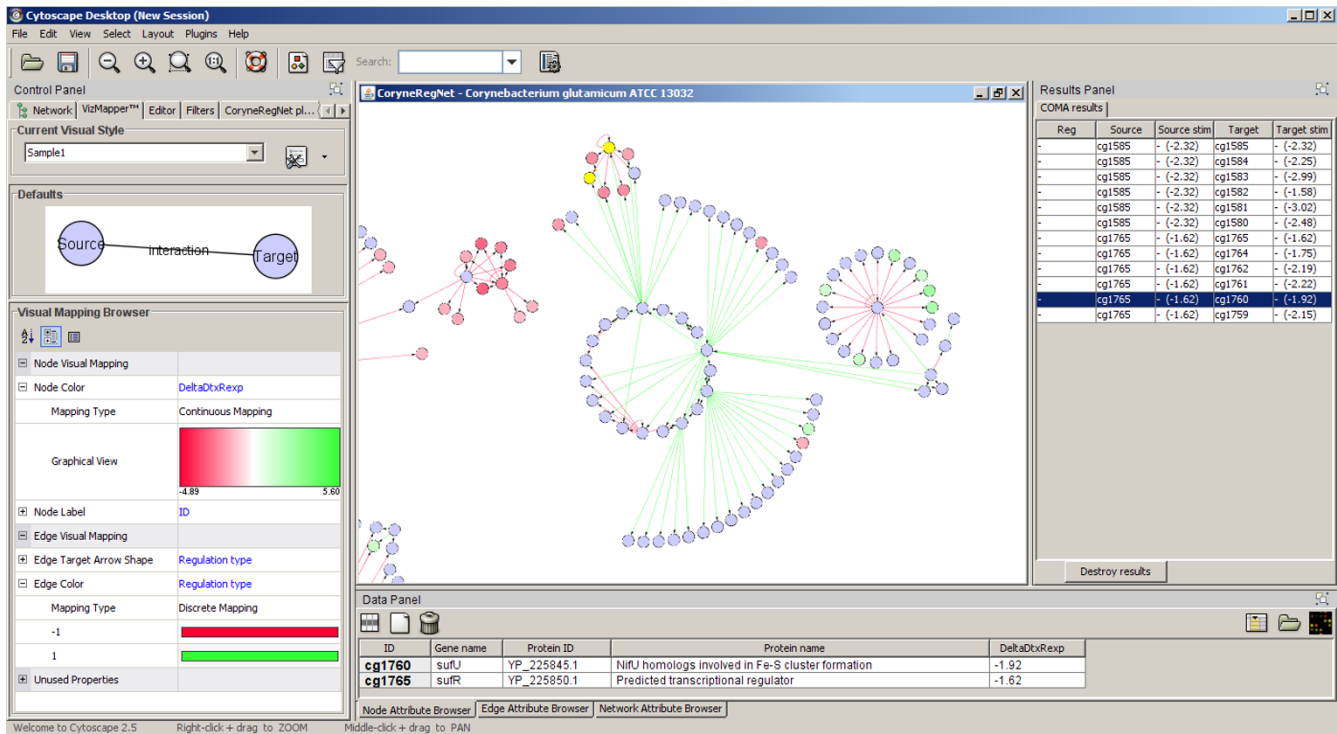 Cytoscape Desktop (New Session)
File Edit View Select Layout Plugins Help
Search:
Control Panel
Network VizMapper™ Editor Filters CoryneRegNet pl...
Current Visual Style
Sample1
Defaults
Source interaction Target
Visual Mapping Browser
Node Visual Mapping
Node Color DeltaDtxRexp
Mapping Type Continuous Mapping
Graphical View
-4.89 5.60
Node Label ID
Edge Visual Mapping
Edge Target Arrow Shape Regulation type
Edge Color Regulation type
Mapping Type Discrete Mapping
-1
1
Unused Properties
CoryneRegNet - Corynebacterium glutamicum ATCC 13032
Results Panel
COMA results
Reg Source Source stim Target Target stim
- cg1585 - (-2.32) cg1585 - (-2.32)
- cg1585 - (-2.32) cg1584 - (-2.25)
- cg1585 - (-2.32) cg1583 - (-2.99)
- cg1585 - (-2.32) cg1582 - (-1.58)
- cg1585 - (-2.32) cg1581 - (-3.02)
- cg1585 - (-2.32) cg1580 - (-2.48)
- cg1765 - (-1.62) cg1765 - (-1.62)
- cg1765 - (-1.62) cg1764 - (-1.75)
- cg1765 - (-1.62) cg1762 - (-2.19)
- cg1765 - (-1.62) cg1761 - (-2.22)
- cg1765 - (-1.62) cg1760 - (-1.92)
- cg1765 - (-1.62) cg1759 - (-2.15)
Destroy results
Data Panel
ID Gene name Protein ID Protein name DeltaDtxRexp
cg1760 sufU YP_225845.1 NifU homologs involved in Fe-S cluster formation -1.92
cg1765 sufR YP_225850.1 Predicted transcriptional regulator -1.62
Node Attribute Browser Edge Attribute Browser Network Attribute Browser
Welcome to Cytoscape 2.5 Right-click + drag to ZOOM Middle-click + drag to PAN